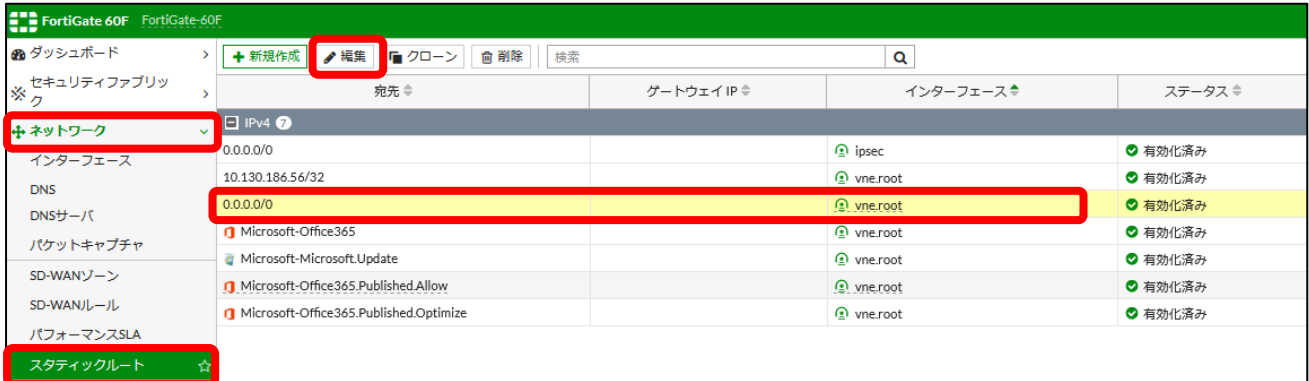 FortiGate 60F FortiGate-60F
ダッシュボード
セキュリティファブリッ
ク
ネットワーク
インターフェース
DNS
DNSサーバ
パケットキャプチャ
SD-WANゾーン
SD-WANルール
パフォーマンスSLA
スタティックルート
新規作成 編集 クローン 削除 検索
宛先 ゲートウェイ IP インターフェース ステータス
IPv4 7
0.0.0.0/0 ipsec 有効化済み
10.130.186.56/32 vne.root 有効化済み
0.0.0.0/0 vne.root 有効化済み
Microsoft-Office365 vne.root 有効化済み
Microsoft-Microsoft.Update vne.root 有効化済み
Microsoft-Office365.Published.Allow vne.root 有効化済み
Microsoft-Office365.Published.Optimize vne.root 有効化済み